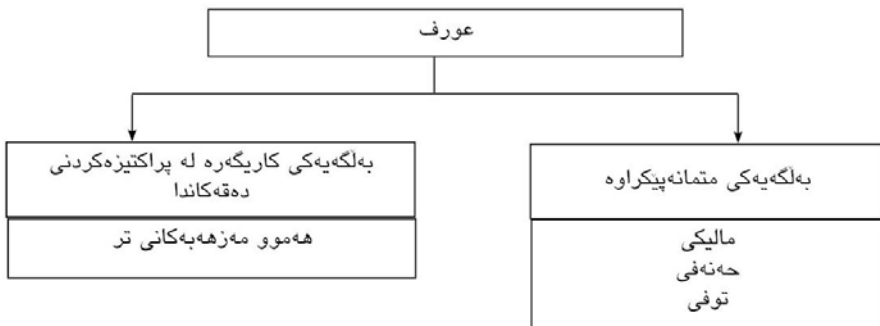 عورف
بەڵگەیەکی متمانەپێکراوە
مالیکی
حەنەفی
توفی
بەڵگەیەکی کاریگەرە لە پراکتیزەکردنی
دەقەکاندا
هەموو مەزهەبەکانی تر